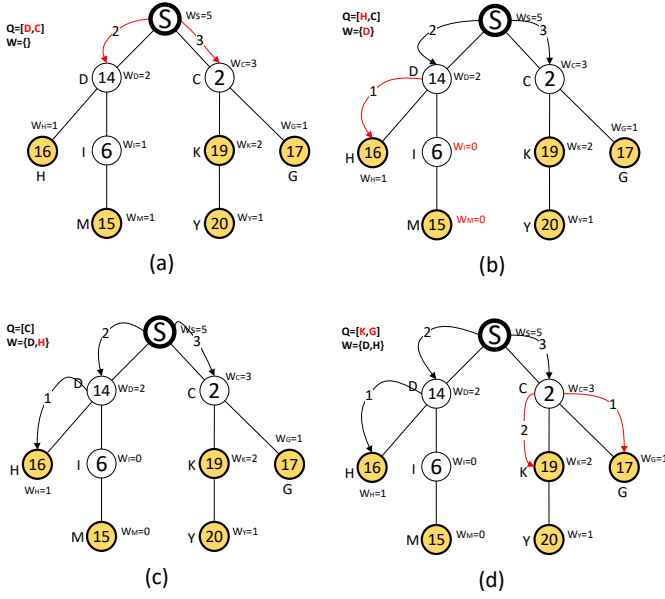 Q=[D,C]
W={}
S
WS=5
2
3
D
14
WD=2
C
2
WC=3
WH=1
16
H
I
6
WI=1
K
19
WK=2
WG=1
17
G
M
15
WM=1
Y
20
WY=1
(a)
Q=[H,C]
W={D}
S
WS=5
2
3
D
14
WD=2
C
2
WC=3
1
H
16
WH=1
I
6
WI=0
K
19
WK=2
WG=1
17
G
M
15
WM=0
Y
20
WY=1
(b)
Q=[C]
W={D,H}
S
WS=5
2
3
D
14
WD=2
C
2
WC=3
1
H
16
WH=1
I
6
WI=0
K
19
WK=2
WG=1
17
G
M
15
WM=0
Y
20
WY=1
(c)
Q=[K,G]
W={D,H}
S
WS=5
2
3
D
14
WD=2
C
2
WC=3
1
2
1
H
16
WH=1
I
6
WI=0
K
19
WK=2
17
WG=1
G
M
15
WM=0
Y
20
WY=1
(d)